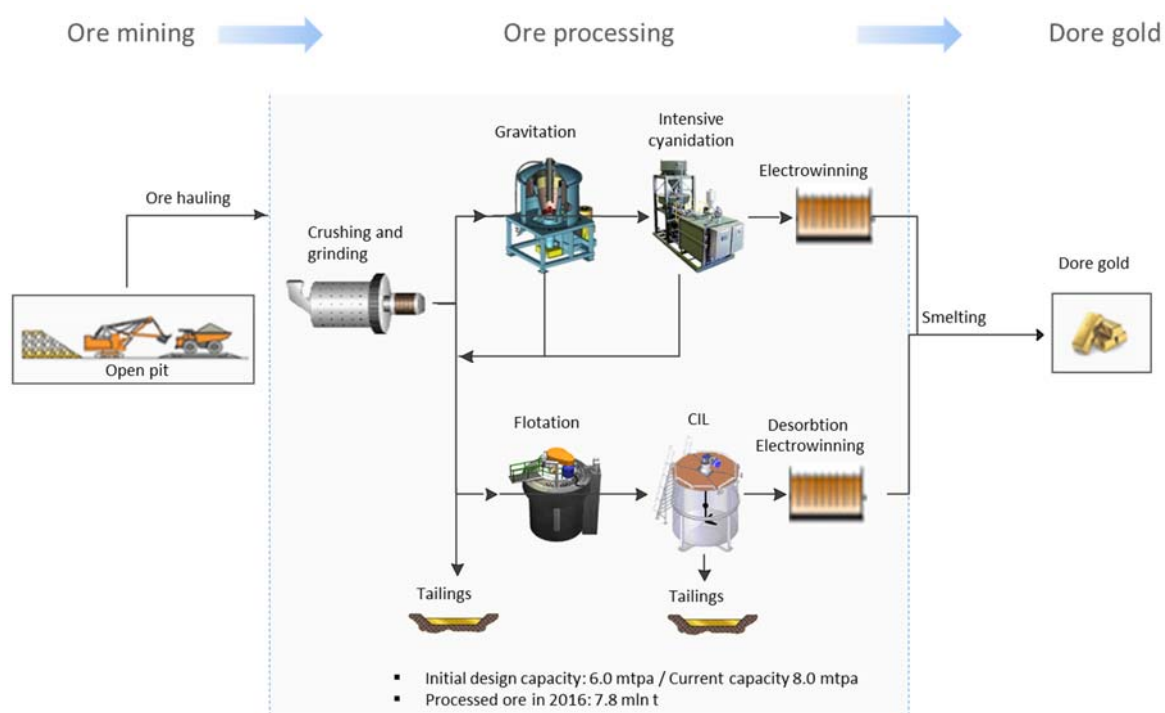 Ore mining
Ore processing
Dore gold
Gravitation
Intensive
cyanidation
Electrowinning
Ore hauling
Crushing and
grinding
Dore gold
Smelting
Open pit
Flotation
CIL
Desorbtion
Electrowinning
Tailings
Tailings
▪ Initial design capacity: 6.0 mtpa / Current capacity 8.0 mtpa
▪ Processed ore in 2016: 7.8 mln t